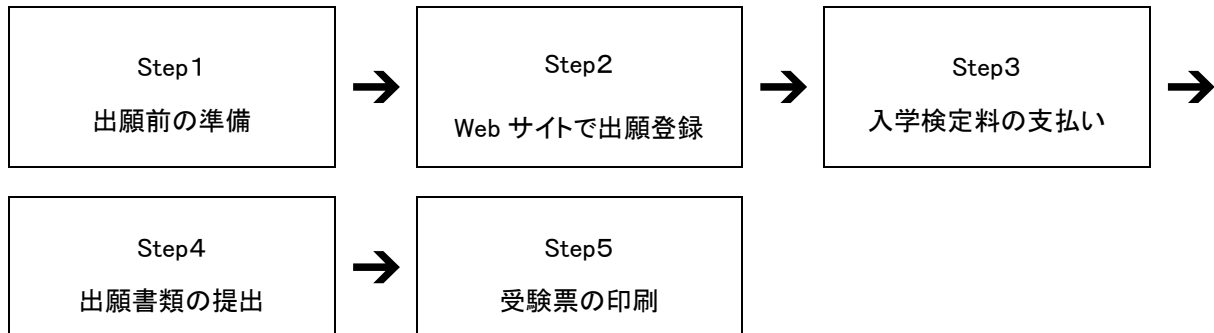 Step1
出願前の準備
Step2
Web サイトで出願登録
Step3
入学検定料の支払い
Step4
出願書類の提出
Step5
受験票の印刷